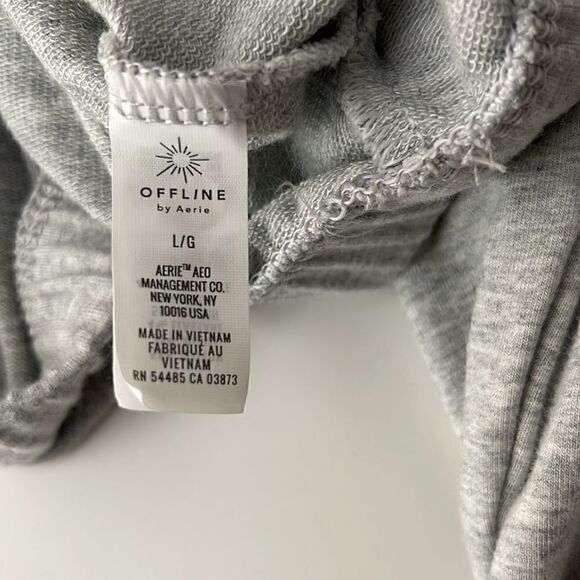 OFFLINE
by Aerie
L/G
AERIE™ AEO
MANAGEMENT CO.
NEW YORK, NY
10016 USA
MADE IN VIETNAM
FABRIQUÉ AU
VIETNAM
RN 54485 CA 03873